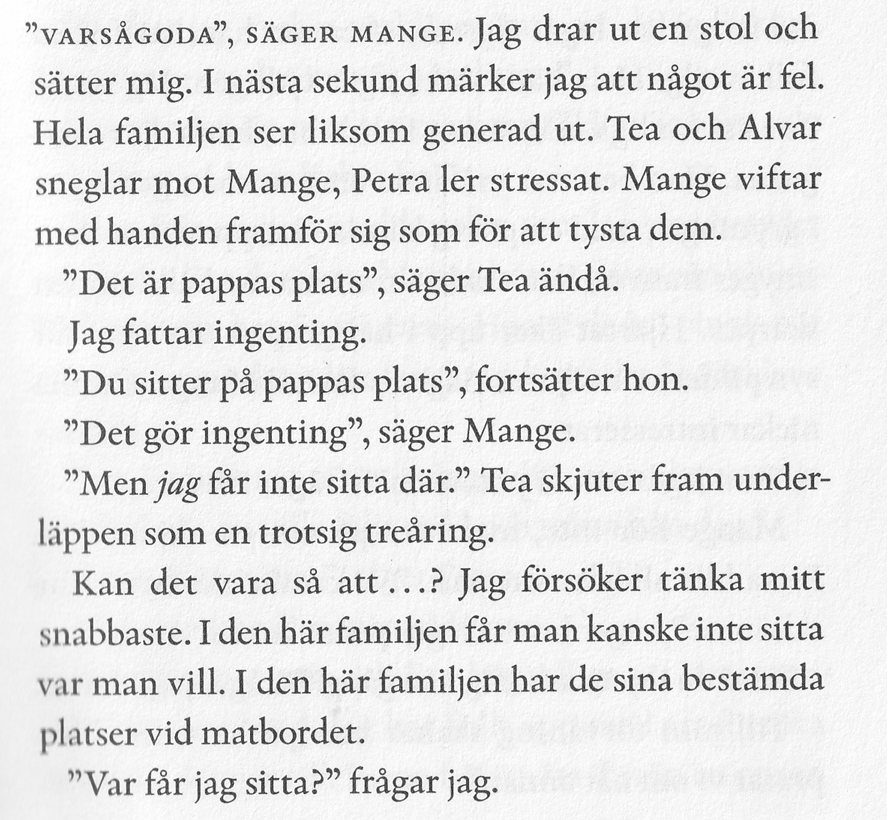 ”VARSÅGODA”, SÄGER MANGE. Jag drar ut en stol och
sätter mig. I nästa sekund märker jag att något är fel.
Hela familjen ser liksom generad ut. Tea och Alvar
sneglar mot Mange, Petra ler stressat. Mange viftar
med handen framför sig som för att tysta dem.
”Det är pappas plats”, säger Tea ändå.
Jag fattar ingenting.
”Du sitter på pappas plats”, fortsätter hon.
”Det gör ingenting”, säger Mange.
”Men jag får inte sitta där.” Tea skjuter fram under-
läppen som en trotsig treåring.
Kan det vara så att …? Jag försöker tänka mitt
snabbaste. I den här familjen får man kanske inte sitta
var man vill. I den här familjen har de sina bestämda
platser vid matbordet.
”Var får jag sitta?” frågar jag.